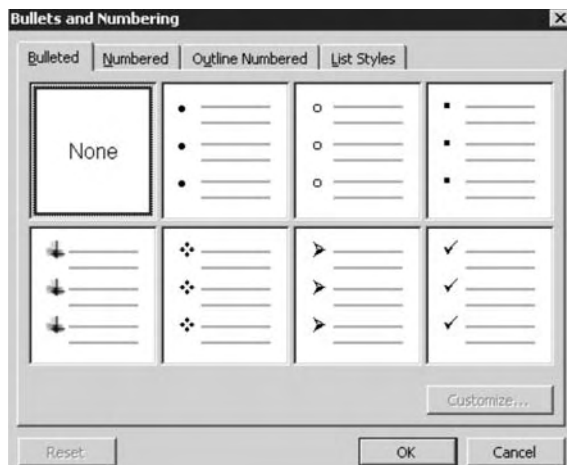 Bullets and Numbering
Bulleted Numbered Outline Numbered List Styles
None
Customize...
Reset OK Cancel